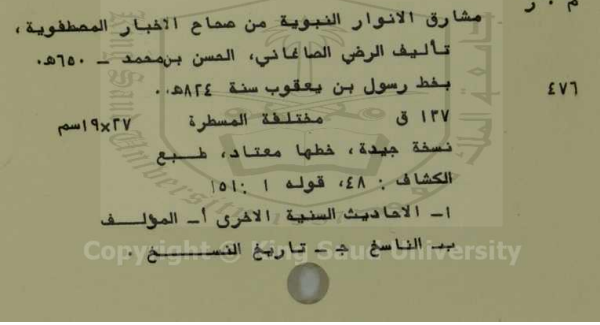 م . ر
مشارق الانوار النبوية من صحاح الاخبار المصطفوية ،
تأليف الرضي الصاغاني، الحسن بن محمد - ٦٥٠هـ.
بخط رسول بن يعقوب سنة ٨٢٤هـ.
٤٧٦
١٢٧ ق مختلفة المسطرة ٢٧×١٩سم
نسخة جيدة، خطها معتاد، طبع
الكشاف : ٤٨، قوله ١ :١٥١
١- الاحاديث السنية الاخرى أ- المؤلف
ب- الناسخ ج- تاريخ النسخ .
Copyright © King Saud University